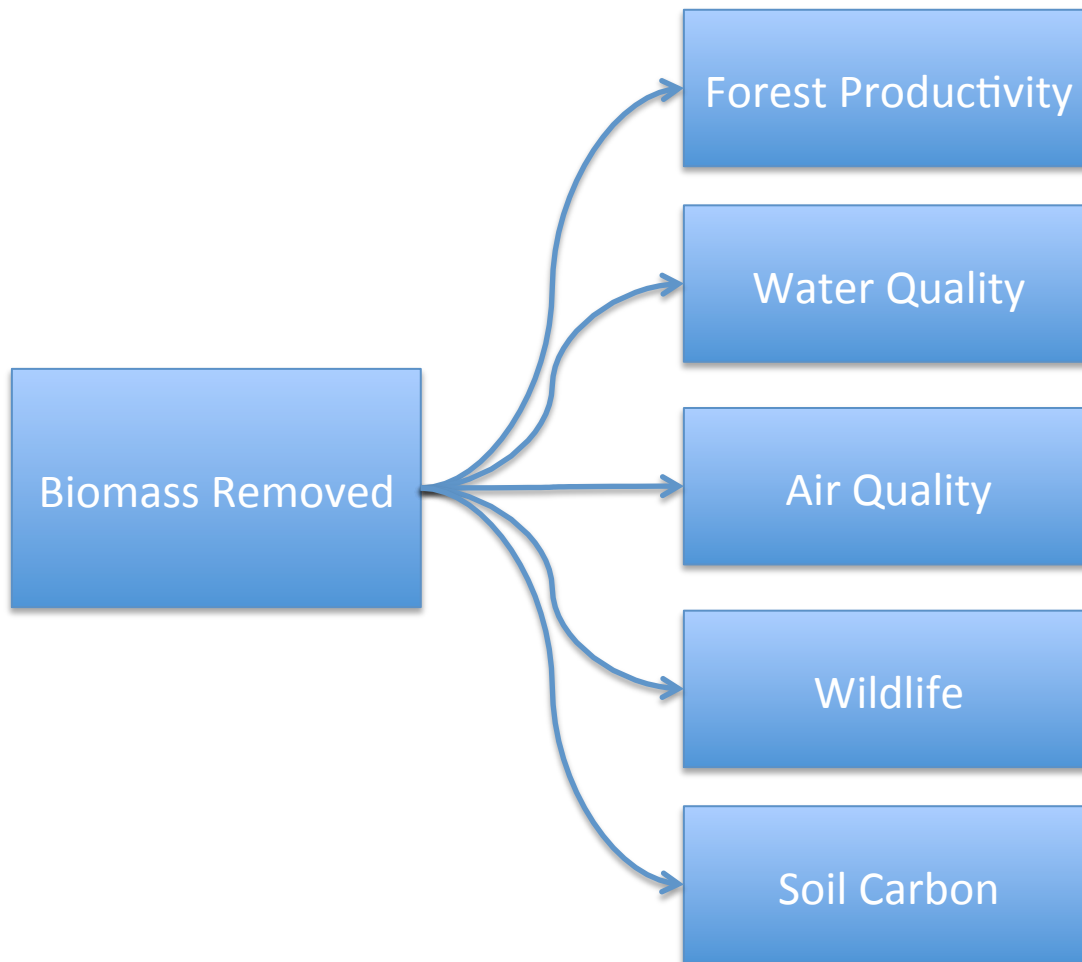 Forest Productivity
Water Quality
Biomass Removed
Air Quality
Wildlife
Soil Carbon